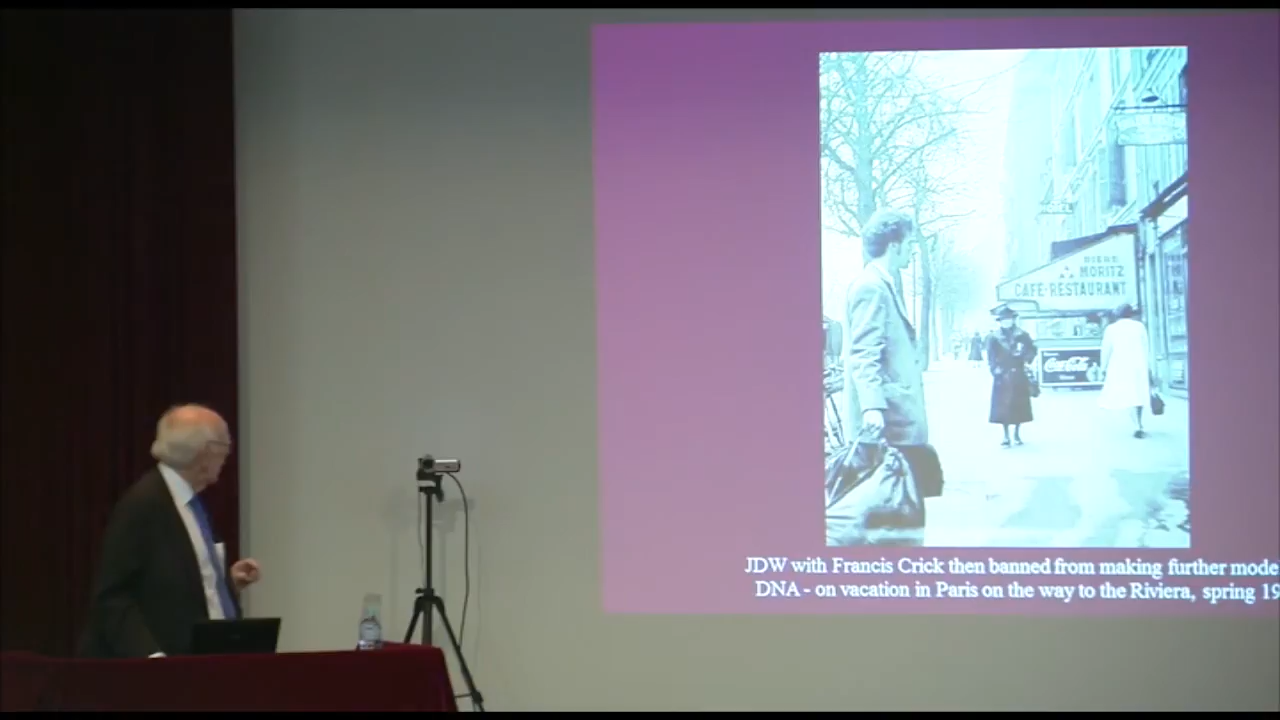 MORITZ
CAFE-RESTAURANT
Coca-Cola
JDW with Francis Crick then banned from making further mode
DNA - on vacation in Paris on the way to the Riviera, spring 19